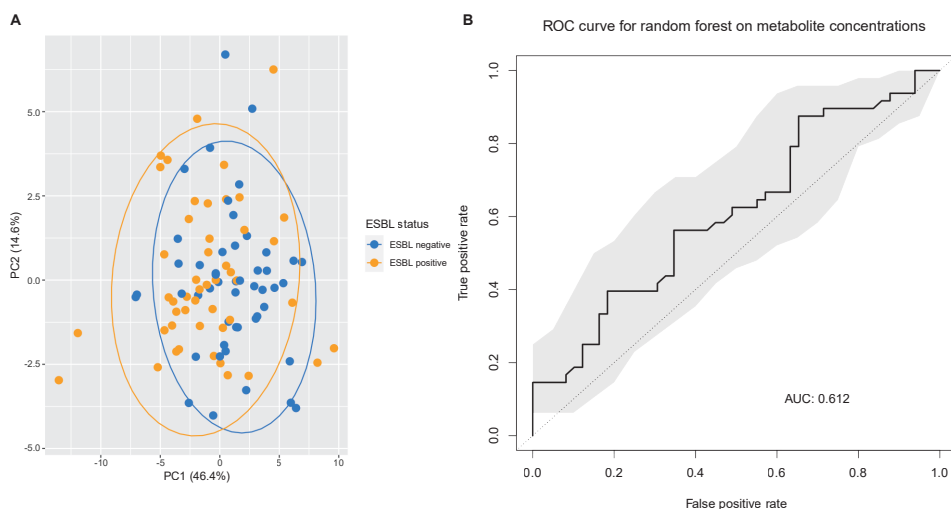 A
5.0
2.5
0.0
-2.5
-5.0
PC2 (14.6%)
-10
-5
0
5
10
PC1 (46.4%)
ESBL status
ESBL negative
ESBL positive
B
ROC curve for random forest on metabolite concentrations
1.0
0.8
0.6
0.4
0.2
0.0
True positive rate
AUC: 0.612
0.0
0.2
0.4
0.6
0.8
1.0
False positive rate